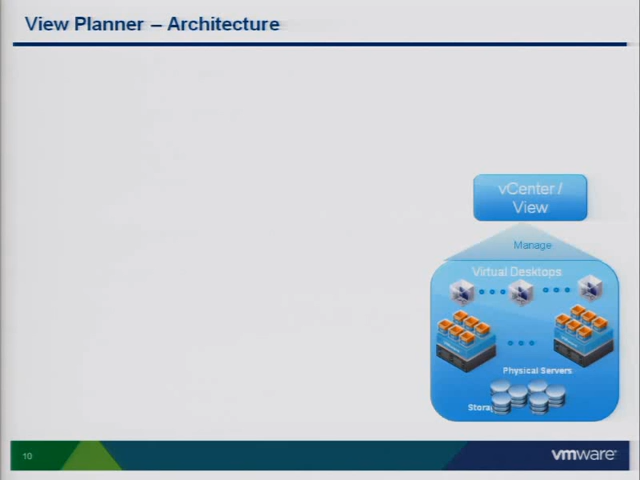 View Planner – Architecture
vCenter /
View
Manage
Virtual Desktops
Physical Servers
10
vmware